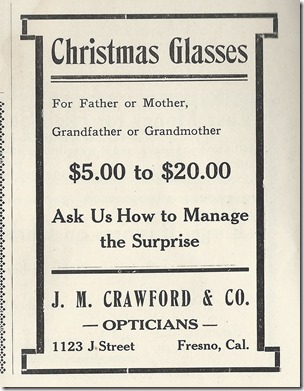 Christmas Glasses
For Father or Mother,
Grandfather or Grandmother
$5.00 to $20.00
Ask Us How to Manage
the Surprise
J. M. CRAWFORD & CO.
— OPTICIANS —
1123 J Street Fresno, Cal.